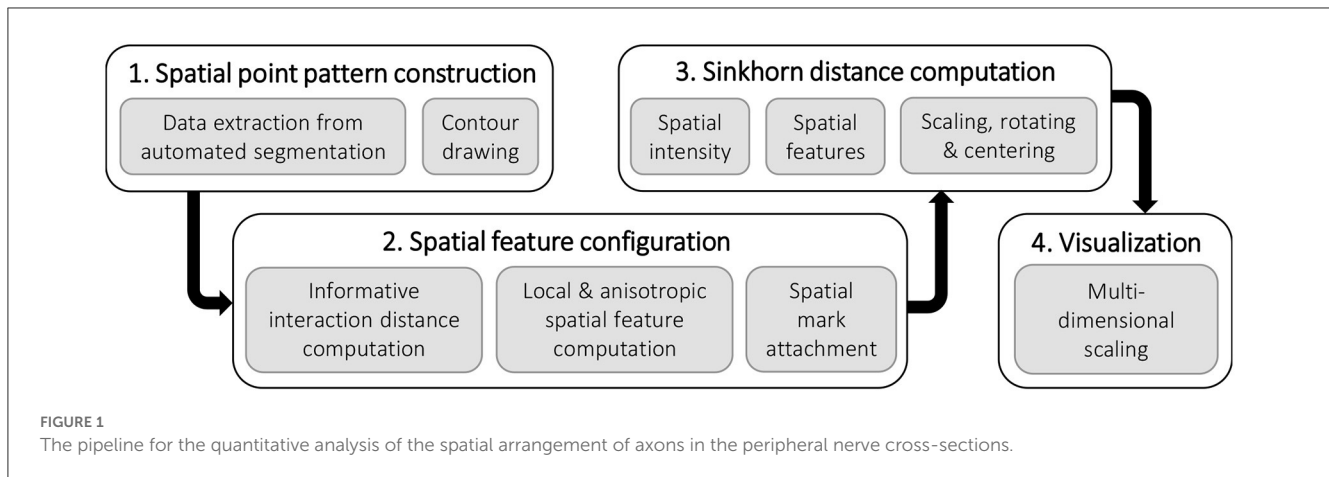 1. Spatial point pattern construction
Data extraction from
automated segmentation
Contour
drawing
2. Spatial feature configuration
Informative
interaction distance
computation
Local & anisotropic
spatial feature
computation
Spatial
mark
attachment
3. Sinkhorn distance computation
Spatial
intensity
Spatial
features
Scaling, rotating
& centering
4. Visualization
Multi-
dimensional
scaling
FIGURE 1
The pipeline for the quantitative analysis of the spatial arrangement of axons in the peripheral nerve cross-sections.